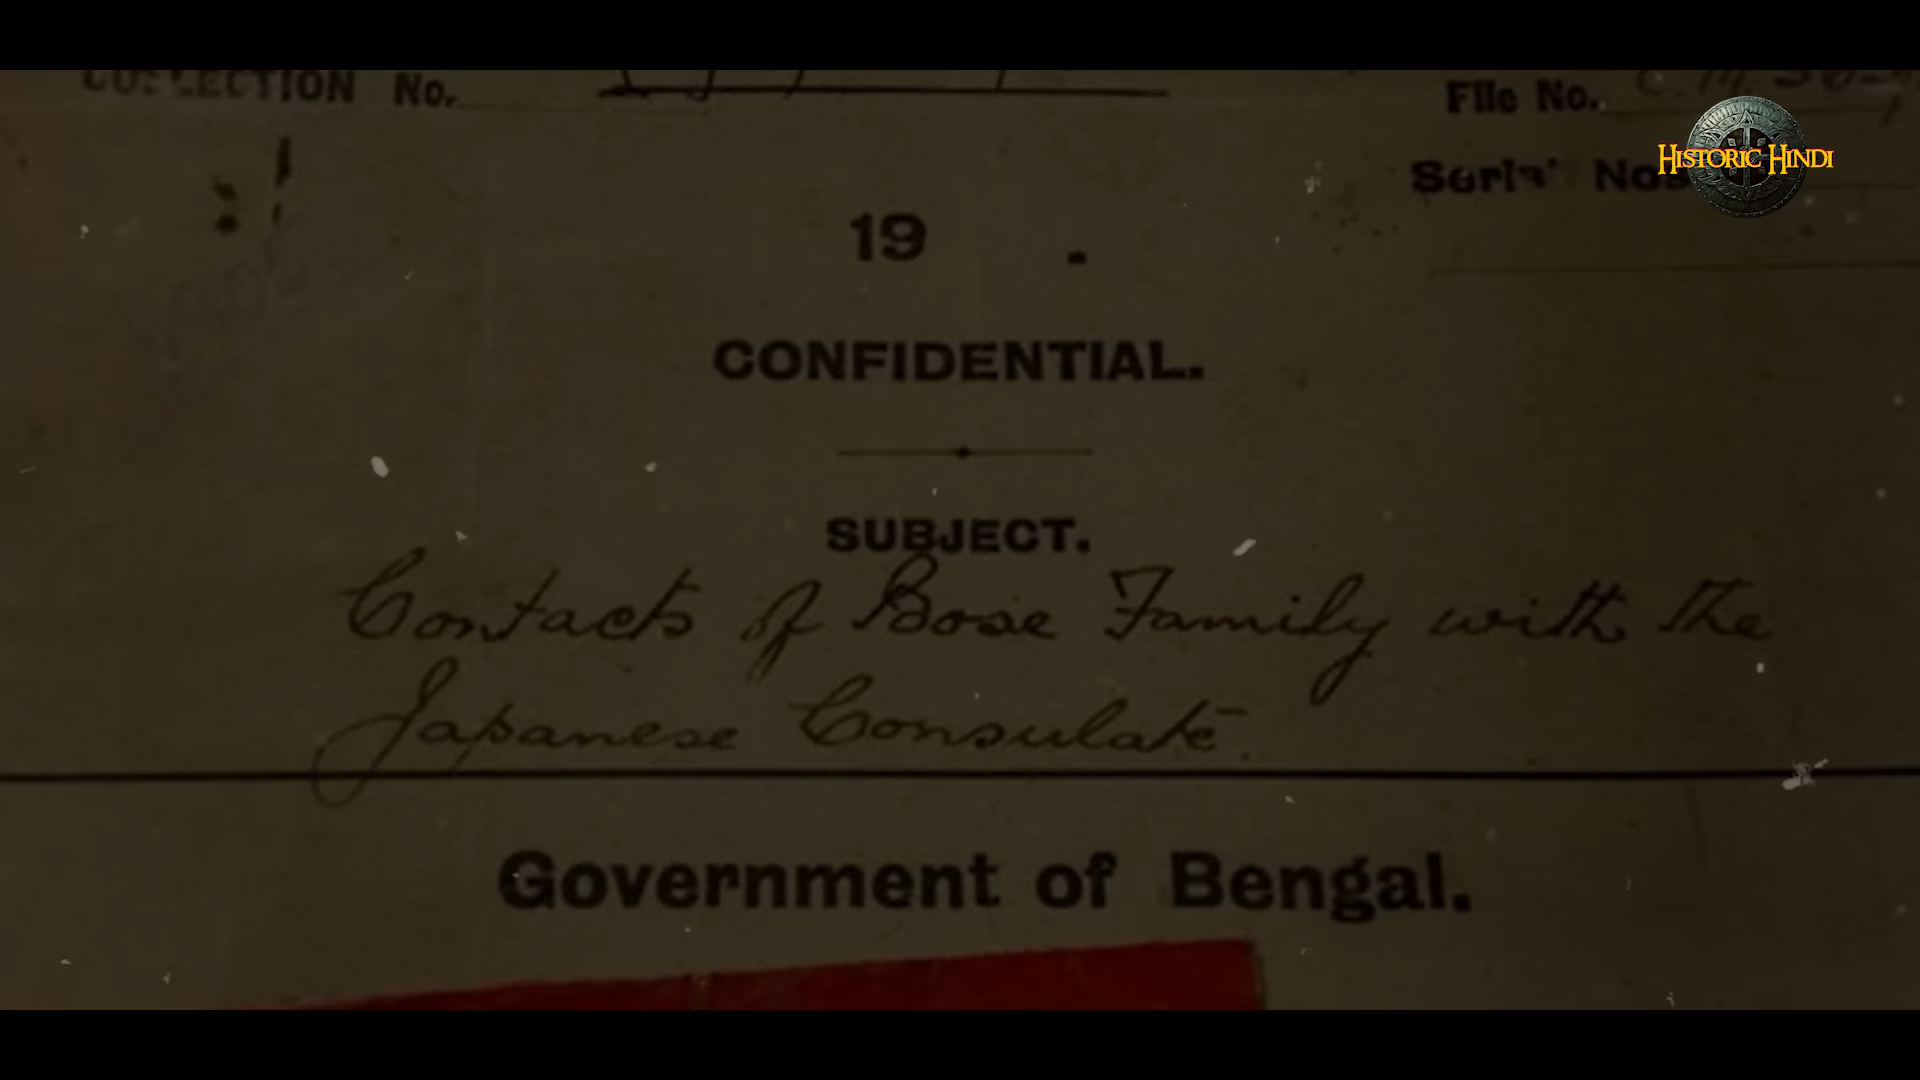 COLLECTION No.
File No.
Serial Nos
HISTORIC HINDI
19 .
CONFIDENTIAL.
SUBJECT.
Contacts of Bose Family with the
Japanese Consulate.
Government of Bengal.